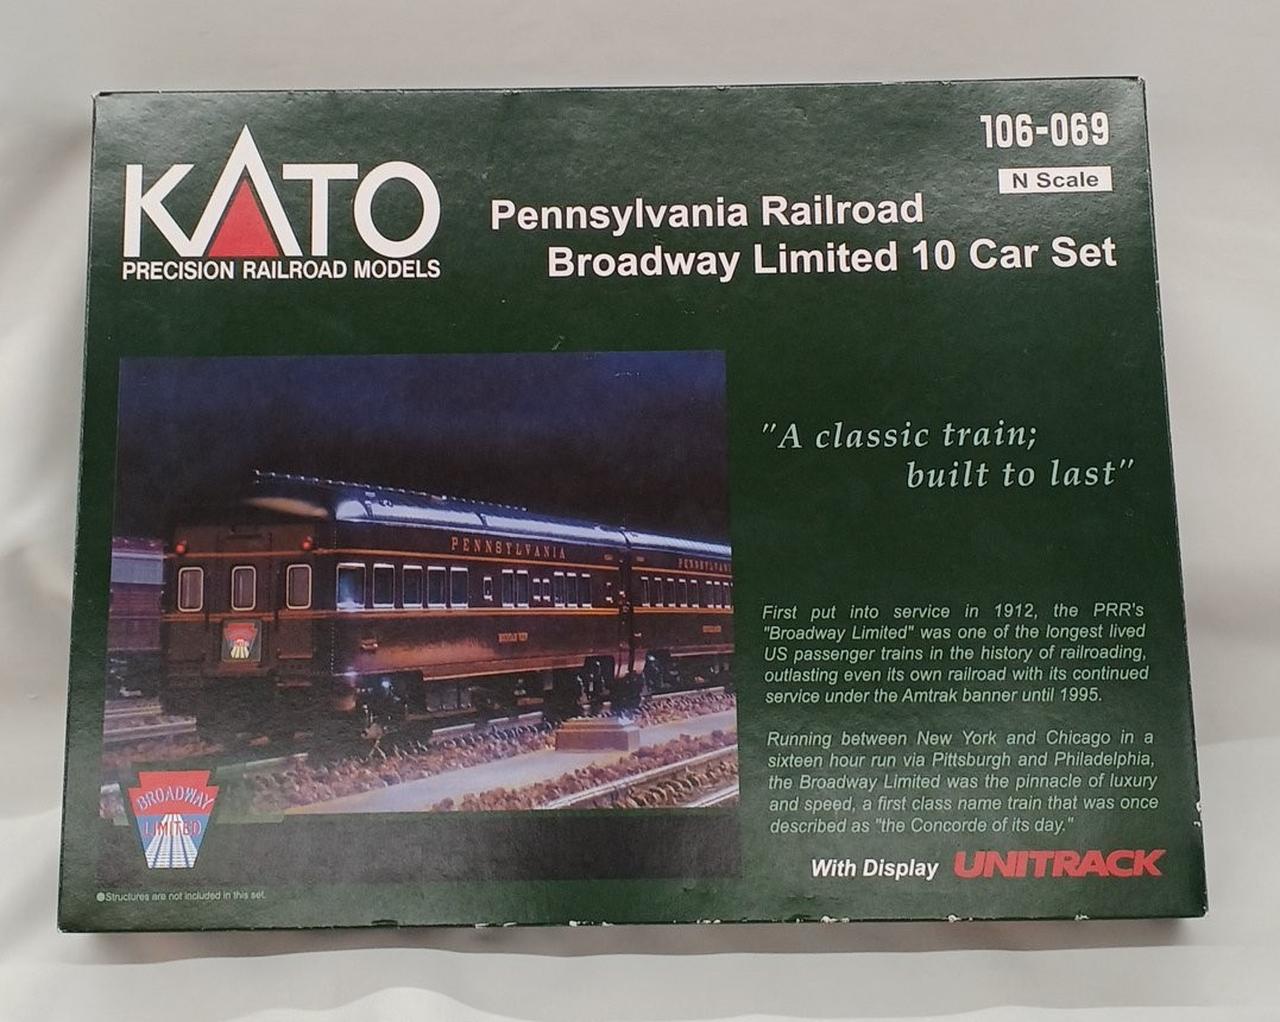 106-069
N Scale
KATO
PRECISION RAILROAD MODELS
Pennsylvania Railroad
Broadway Limited 10 Car Set
"A classic train;
built to last"
PENNSYLVANIA
PENNSYLVAN
MOUNTAIN VIEW
First put into service in 1912, the PRR's
"Broadway Limited" was one of the longest lived
US passenger trains in the history of railroading,
outlasting even its own railroad with its continued
service under the Amtrak banner until 1995.
Running between New York and Chicago in a
sixteen hour run via Pittsburgh and Philadelphia,
the Broadway Limited was the pinnacle of luxury
and speed, a first class name train that was once
described as "the Concorde of its day."
BROADWAY
LIMITED
With Display UNITRACK
●Structures are not included in this set.